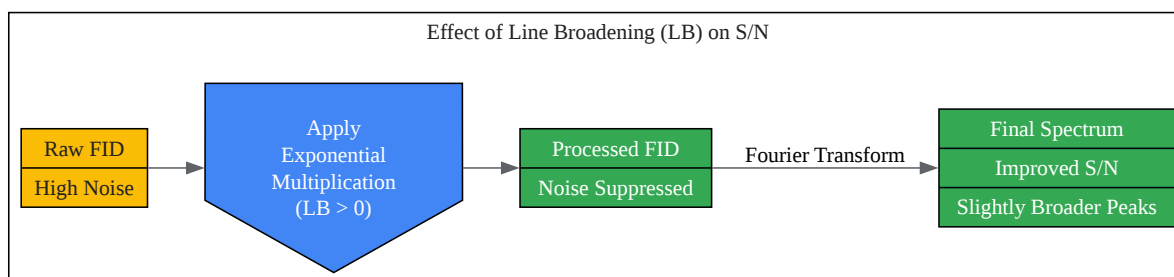 Effect of Line Broadening (LB) on S/N
Raw FID
High Noise
Apply
Exponential
Multiplication
(LB > 0)
Processed FID
Noise Suppressed
Fourier Transform
Final Spectrum
Improved S/N
Slightly Broader Peaks